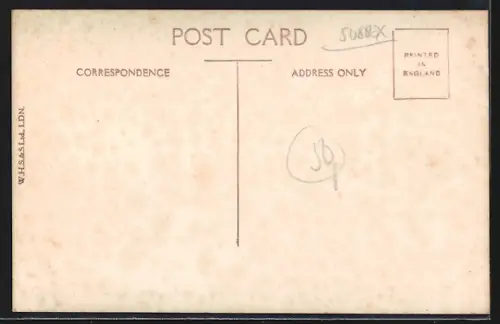 POST CARD
SUSSEX
CORRESPONDENCE
ADDRESS ONLY
PRINTED
IN
ENGLAND
W.H.S. & S. Ltd., LDN.